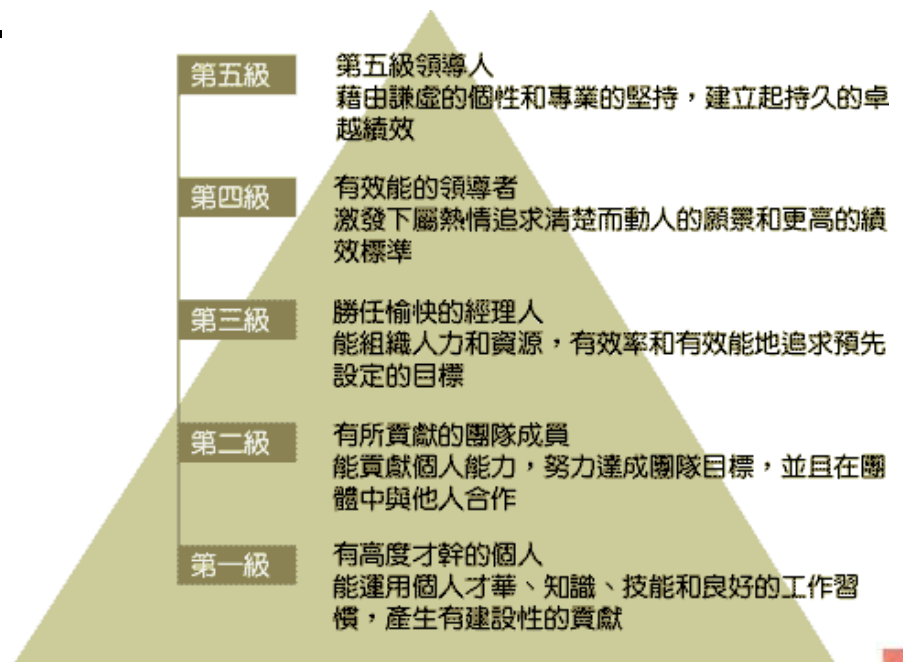 第五級
第五級領導人
藉由謙虛的個性和專業的堅持，建立起持久的卓
越績效
第四級
有效能的領導者
激發下屬熱情追求清楚而動人的願景和更高的績
效標準
第三級
勝任愉快的經理人
能組織人力和資源，有效率和有效能地追求預先
設定的目標
第二級
有所貢獻的團隊成員
能貢獻個人能力，努力達成團隊目標，並且在團
體中與他人合作
第一級
有高度才幹的個人
能運用個人才華、知識、技能和良好的工作習
慣，產生有建設性的貢獻